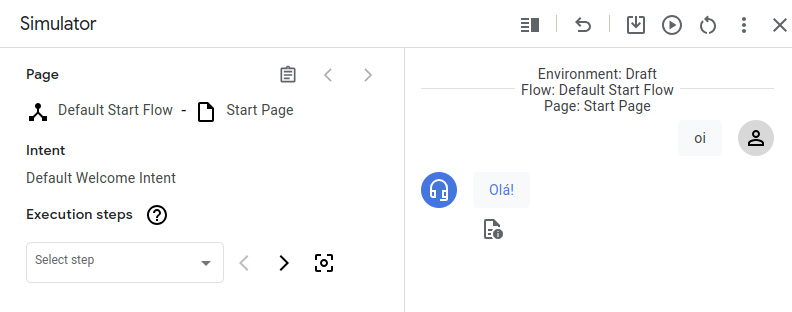 Simulator
Page
Default Start Flow - Start Page
Intent
Default Welcome Intent
Execution steps
Select step
Environment: Draft
Flow: Default Start Flow
Page: Start Page
oi
Olá!